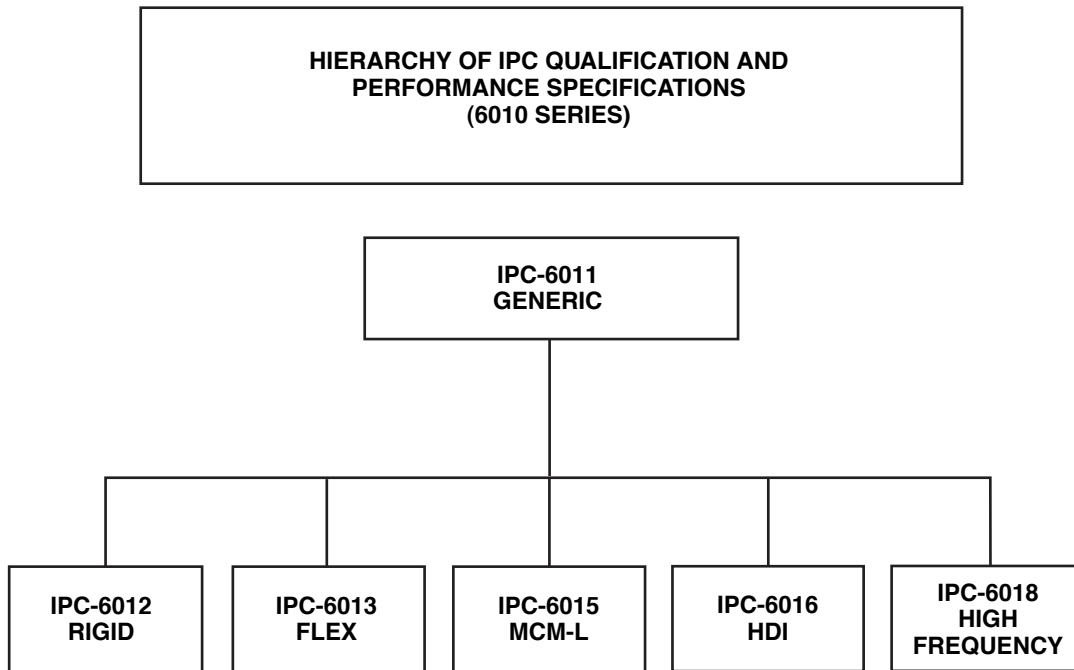 HIERARCHY OF IPC QUALIFICATION AND
PERFORMANCE SPECIFICATIONS
(6010 SERIES)
IPC-6011
GENERIC
IPC-6012
RIGID
IPC-6013
FLEX
IPC-6015
MCM-L
IPC-6016
HDI
IPC-6018
HIGH
FREQUENCY